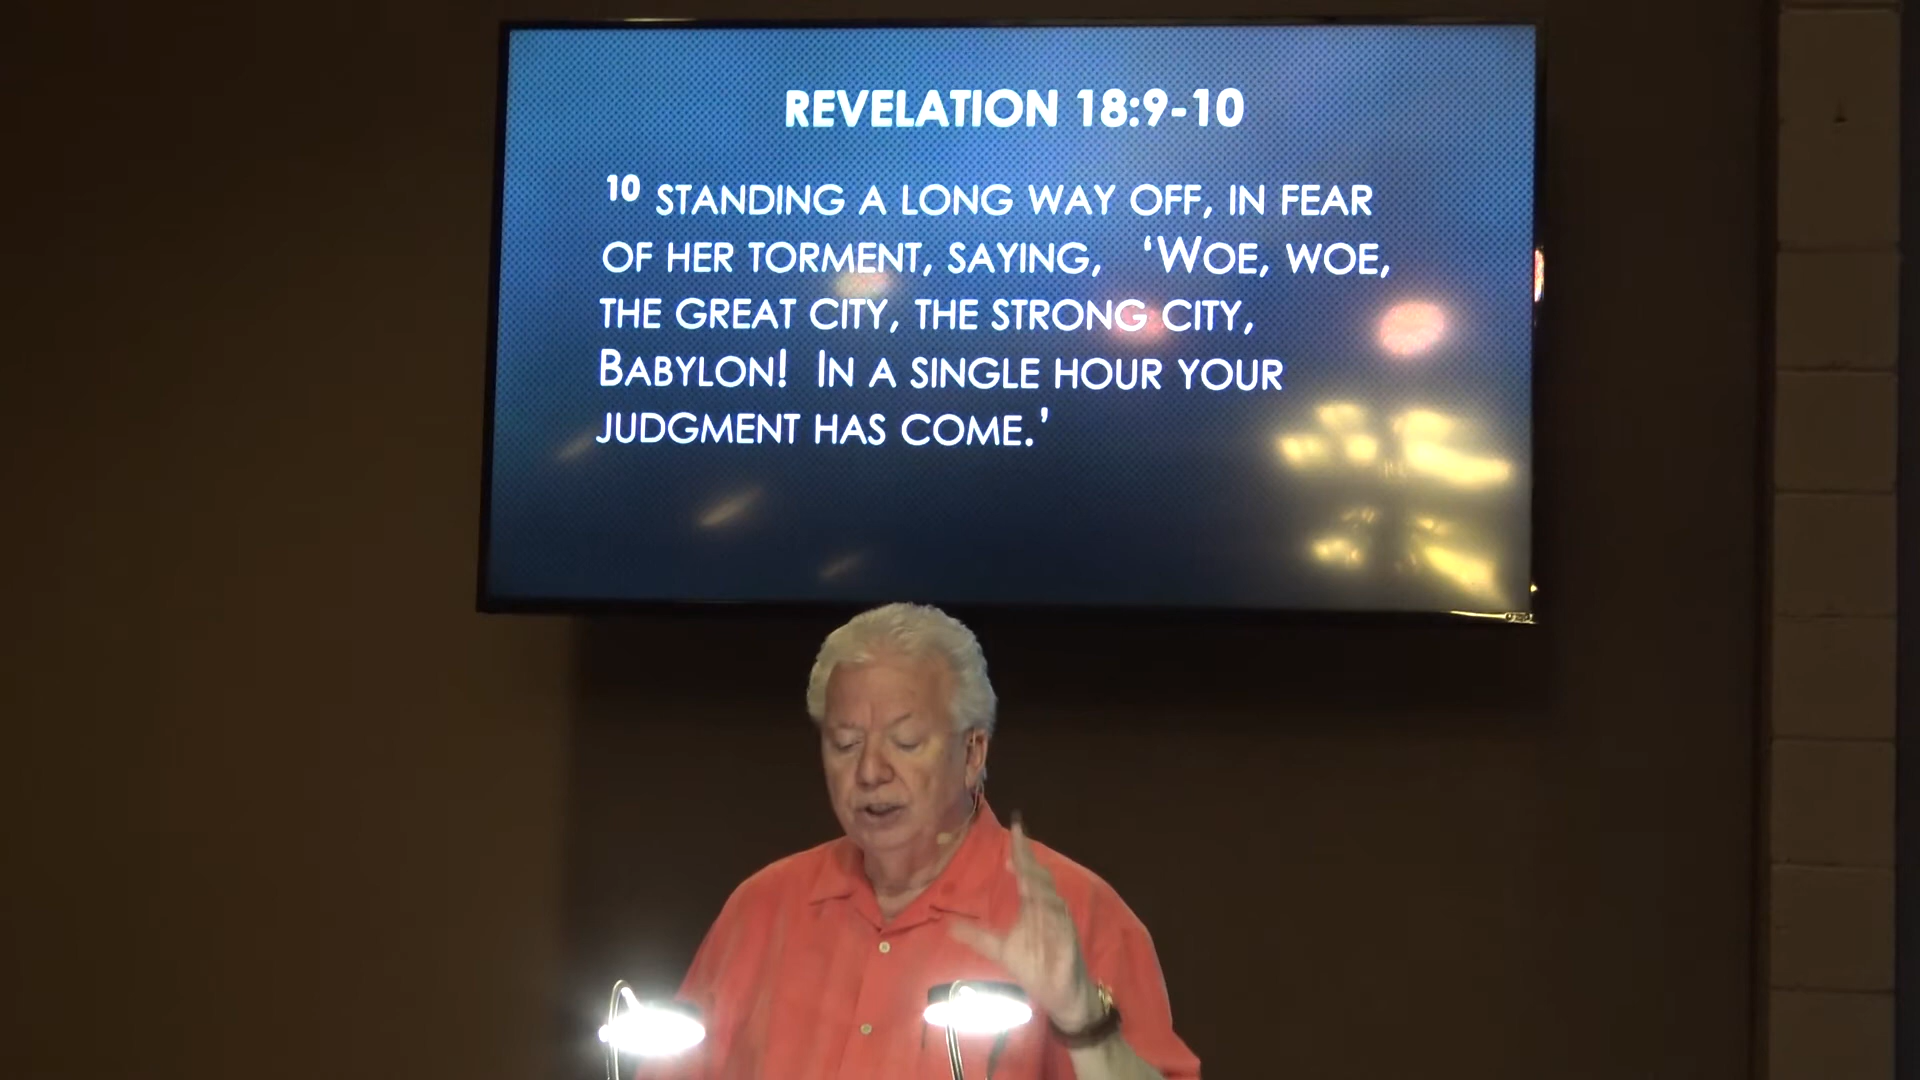 REVELATION 18:9-10
10 STANDING A LONG WAY OFF, IN FEAR
OF HER TORMENT, SAYING, ‘WOE, WOE,
THE GREAT CITY, THE STRONG CITY,
BABYLON! IN A SINGLE HOUR YOUR
JUDGMENT HAS COME.’